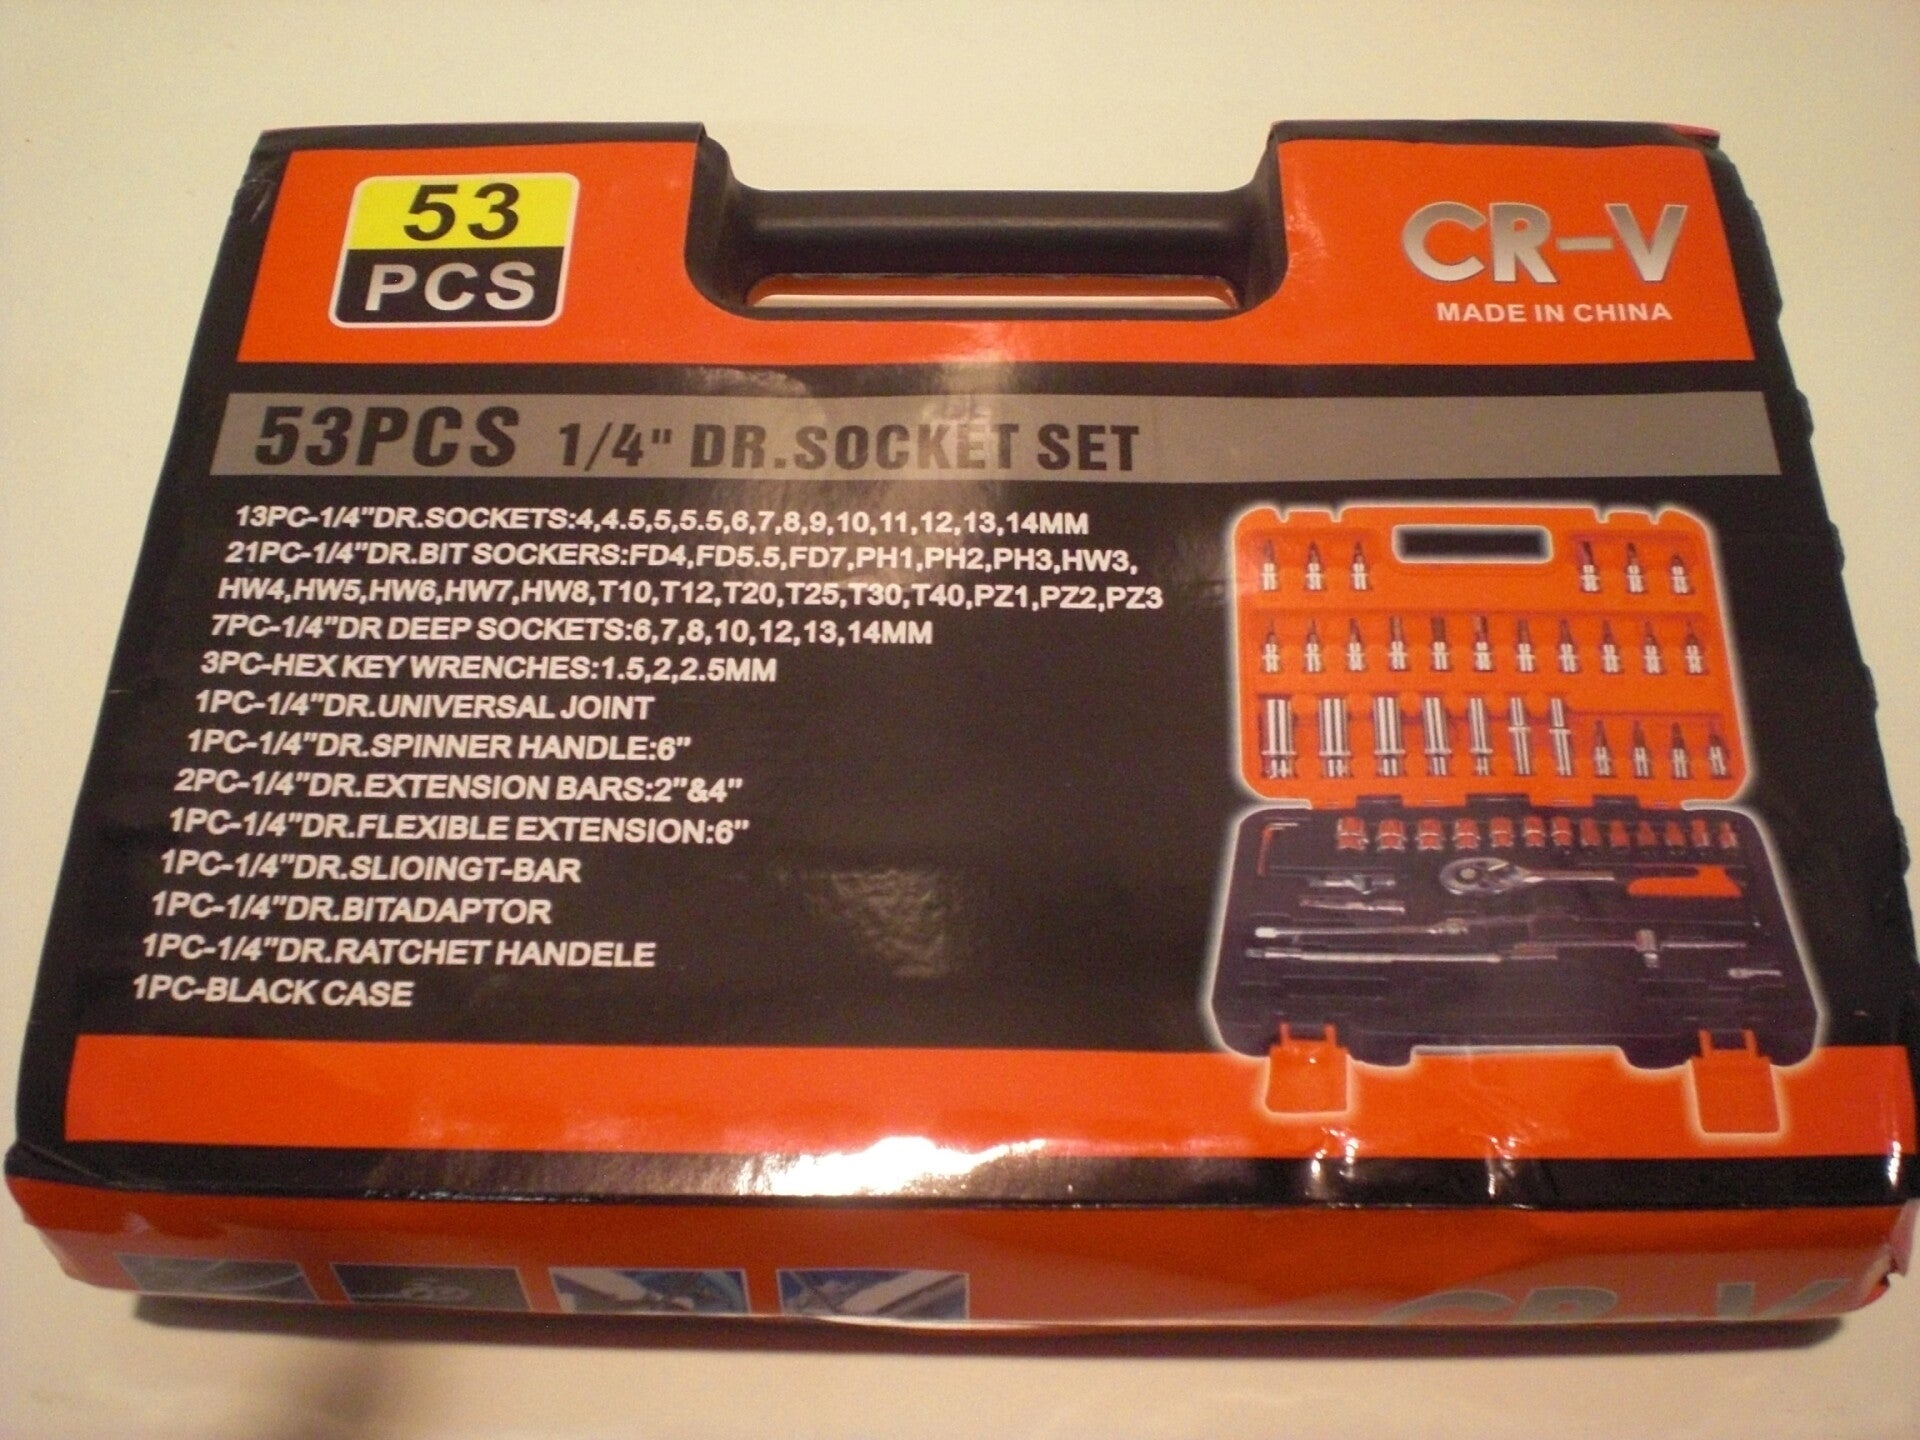 53
PCS
CR-V
MADE IN CHINA
53PCS 1/4" DR.SOCKET SET
13PC-1/4"DR.SOCKETS:4,4.5,5,5.5,6,7,8,9,10,11,12,13,14MM
21PC-1/4"DR.BIT SOCKERS:FD4,FD5.5,FD7,PH1,PH2,PH3,HW3,
HW4,HW5,HW6,HW7,HW8,T10,T12,T20,T25,T30,T40,PZ1,PZ2,PZ3
7PC-1/4"DR DEEP SOCKETS:6,7,8,10,12,13,14MM
3PC-HEX KEY WRENCHES:1.5,2,2.5MM
1PC-1/4"DR.UNIVERSAL JOINT
1PC-1/4"DR.SPINNER HANDLE:6"
2PC-1/4"DR.EXTENSION BARS:2"&4"
1PC-1/4"DR.FLEXIBLE EXTENSION:6"
1PC-1/4"DR.SLIOINGT-BAR
1PC-1/4"DR.BITADAPTOR
1PC-1/4"DR.RATCHET HANDELE
1PC-BLACK CASE
CR-V